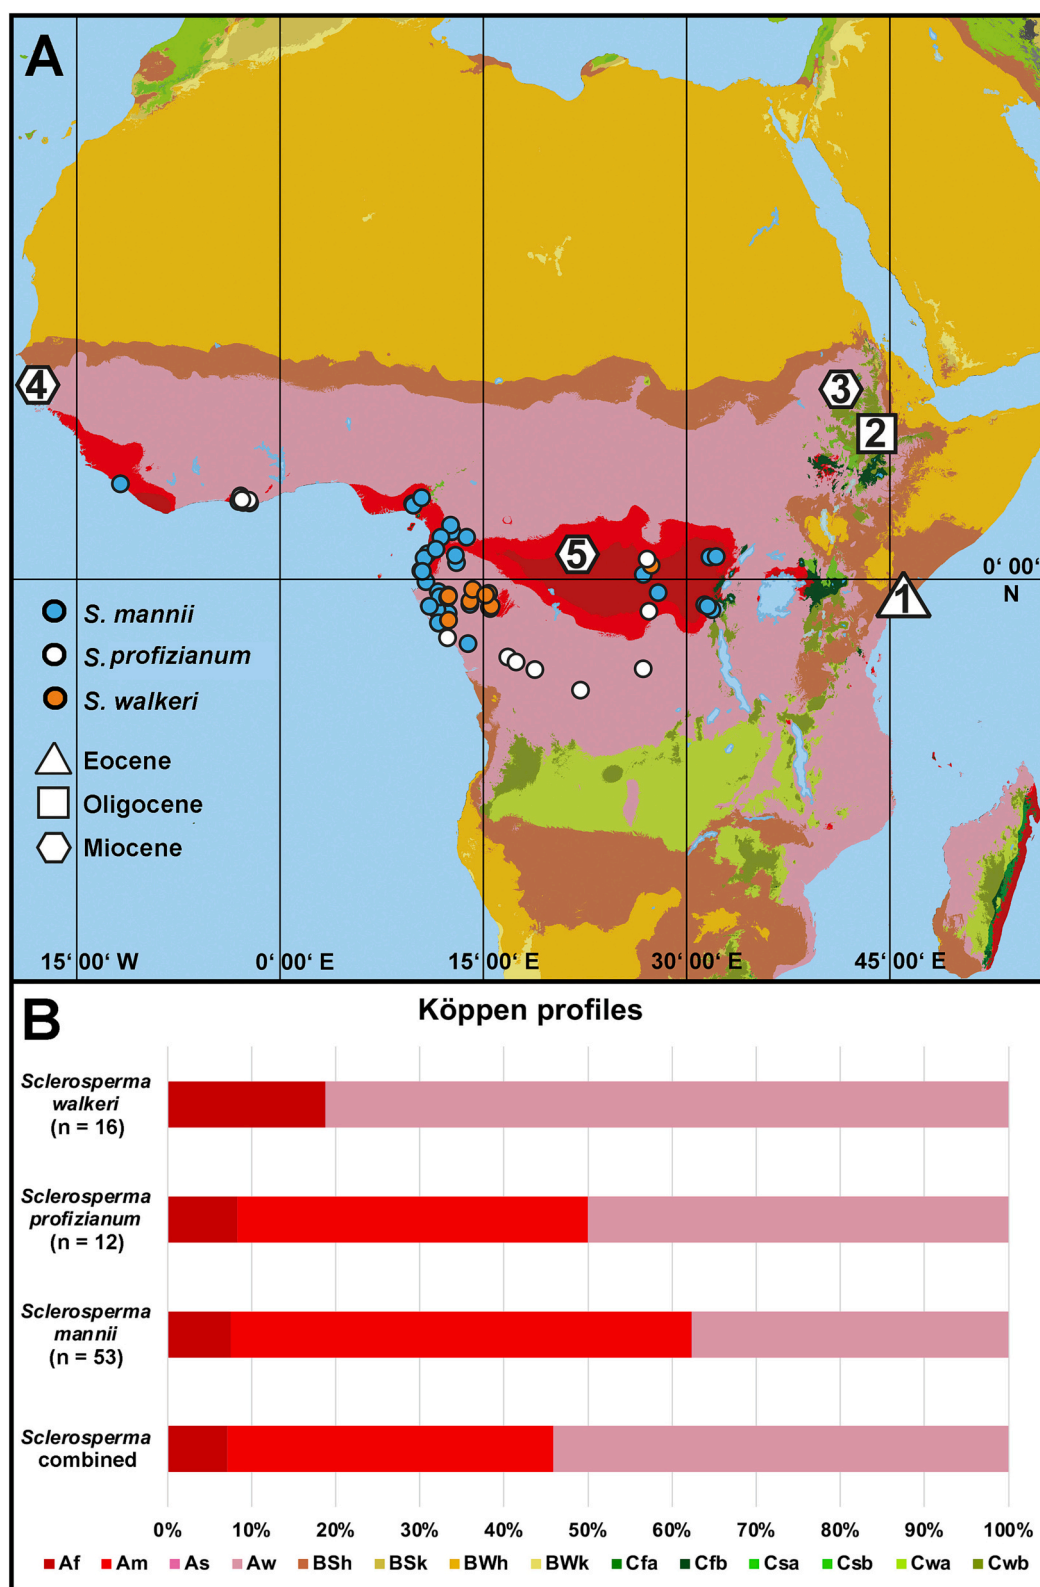 A
4
3
2
5
1
0° 00‘
N
S. mannii
S. profizianum
S. walkeri
Eocene
Oligocene
Miocene
15° 00‘ W
0° 00‘ E
15° 00‘ E
30° 00‘ E
45° 00‘ E
B
Köppen profiles
Sclerosperma
walkeri
(n = 16)
Sclerosperma
profizianum
(n = 12)
Sclerosperma
mannii
(n = 53)
Sclerosperma
combined
0% 10% 20% 30% 40% 50% 60% 70% 80% 90% 100%
Af Am As Aw BSh BSk BWh BWk Cfa Cfb Csa Csb Cwa Cwb